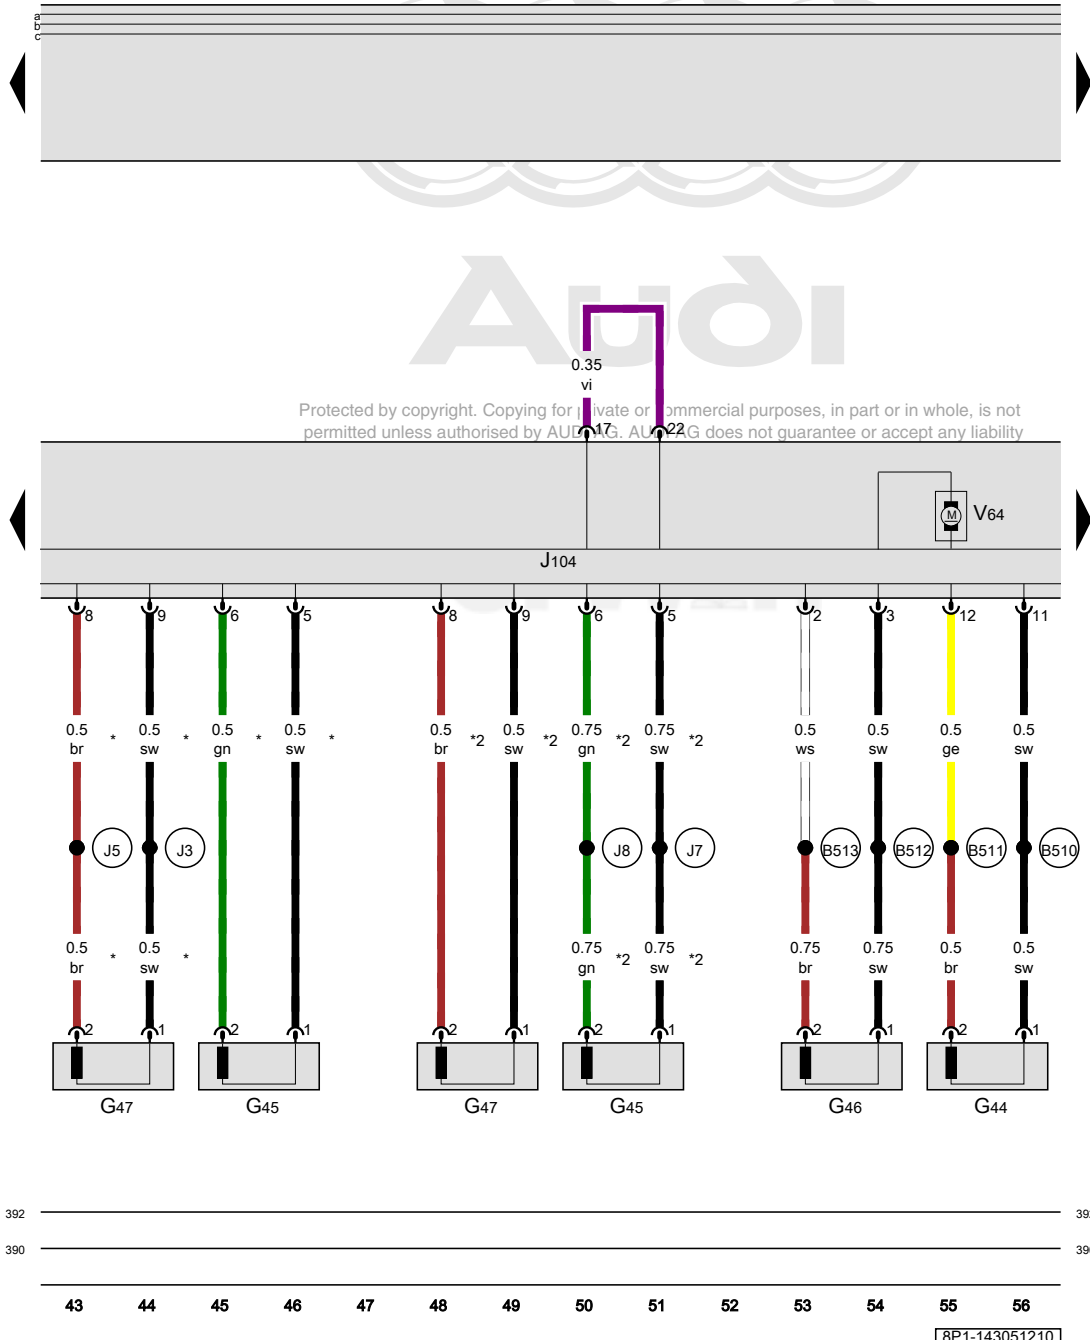 a
b
c
Audi
0.35
vi
Protected by copyright. Copying for private or commercial purposes, in part or in whole, is not
permitted unless authorised by AUDI AG. AUDI AG does not guarantee or accept any liability
17 22
M V64
J104
8 9 6 5 8 9 6 5 2 3 12 11
0.5 * 0.5 * 0.5 * 0.5 * 0.5 *2 0.5 *2 0.75 *2 0.75 *2 0.5 0.5 0.5 0.5
br sw gn sw br sw gn sw ws sw ge sw
J5 J3 J8 J7 B513 B512 B511 B510
0.5 * 0.5 * 0.75 *2 0.75 *2 0.75 0.75 0.5 0.5
br sw gn sw br sw br sw
2 1 2 1 2 1 2 1 2 1 2 1
G47 G45 G47 G45 G46 G44
392
390
43 44 45 46 47 48 49 50 51 52 53 54 55 56
8P1-143051210